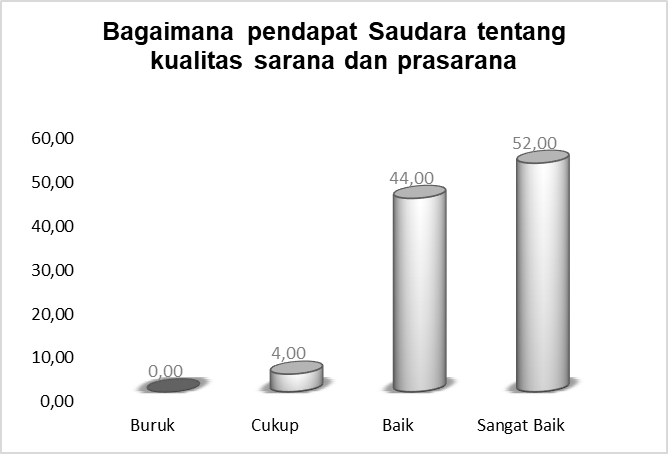 Bagaimana pendapat Saudara tentang
kualitas sarana dan prasarana
60,00
50,00
40,00
30,00
20,00
10,00
0,00
0,00
4,00
44,00
52,00
Buruk
Cukup
Baik
Sangat Baik